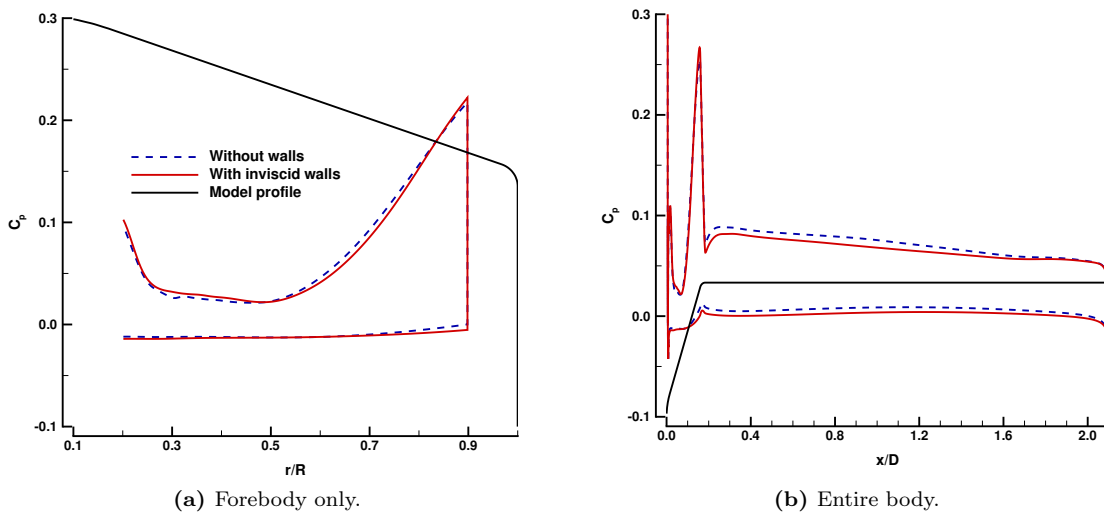 0.3
0.2
0.1
0.0
-0.1
C_p
Without walls
With inviscid walls
Model profile
0.1 0.3 0.5 0.7 0.9
r/R
(a) Forebody only.
0.3
0.2
0.1
0.0
-0.1
C_p
0.0 0.4 0.8 1.2 1.6 2.0
x/D
(b) Entire body.